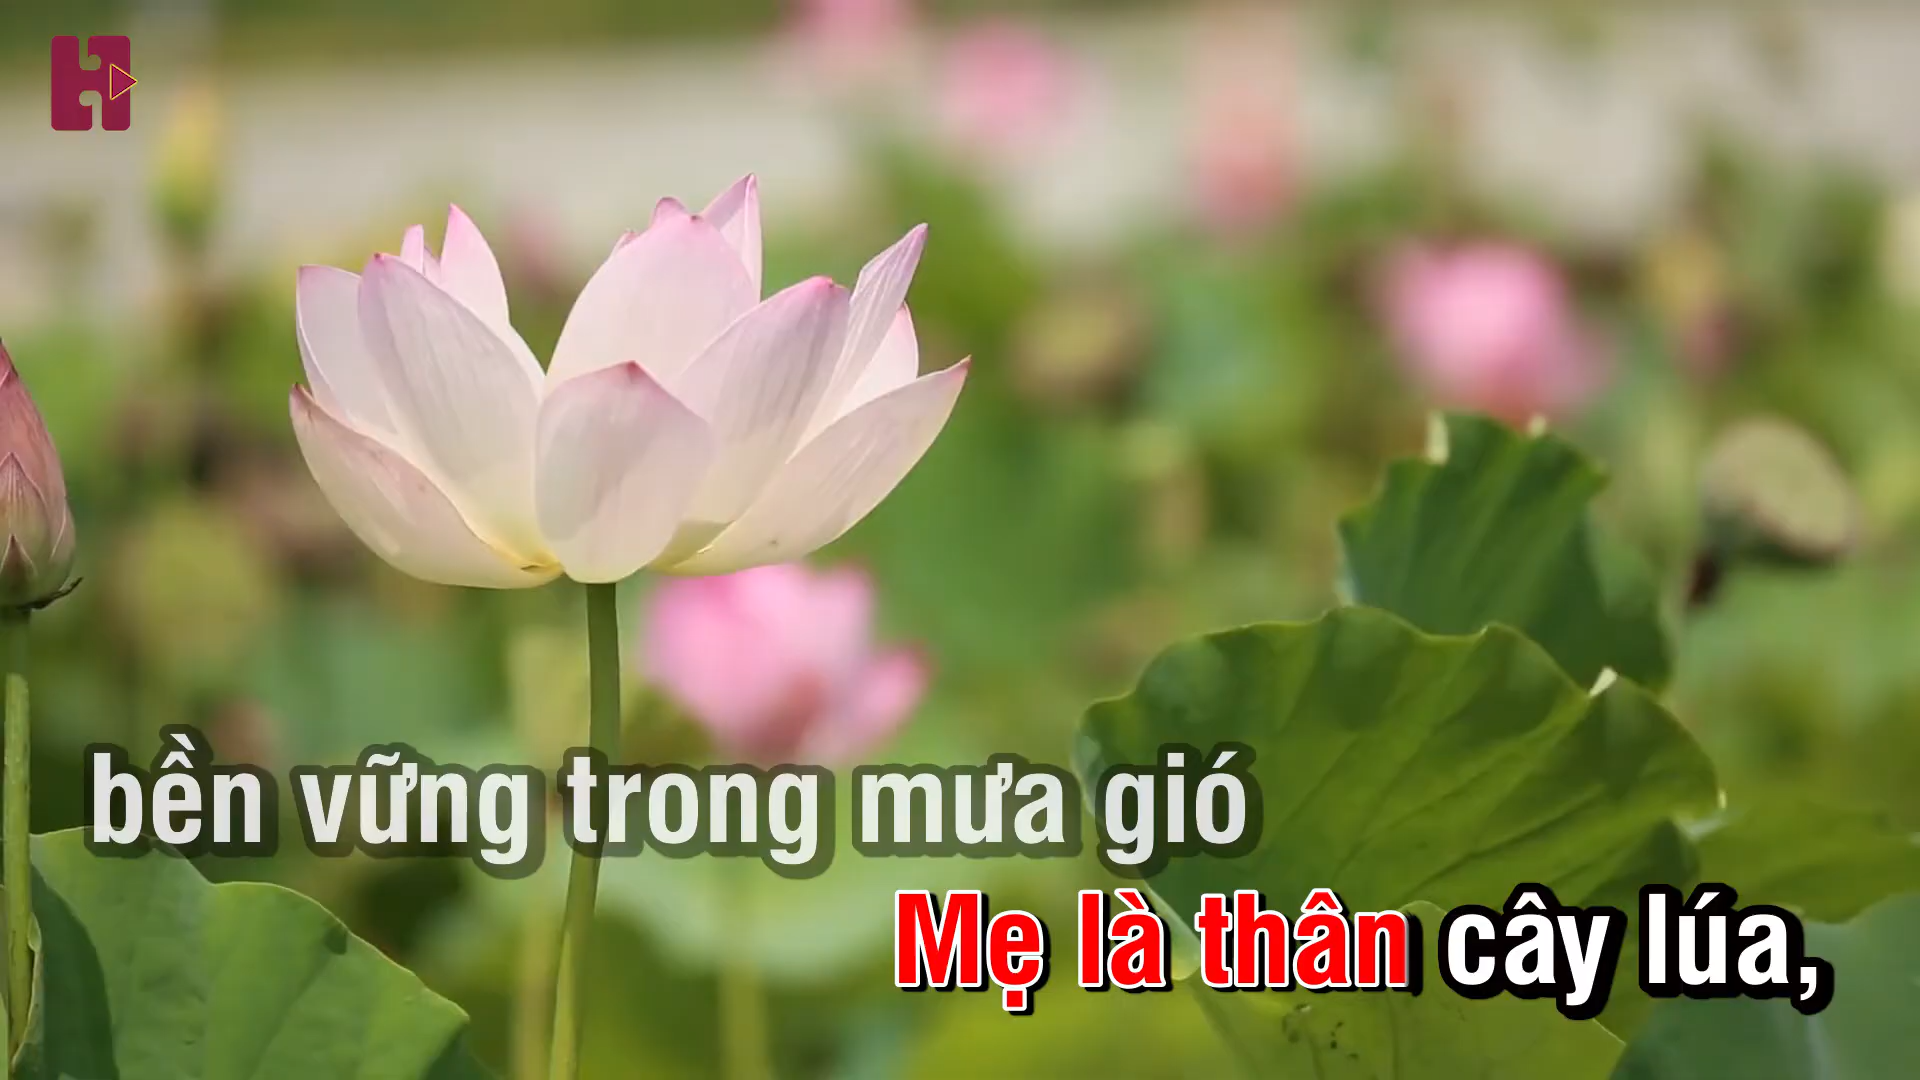 bền vững trong mưa gió
Mẹ là thân cây lúa,